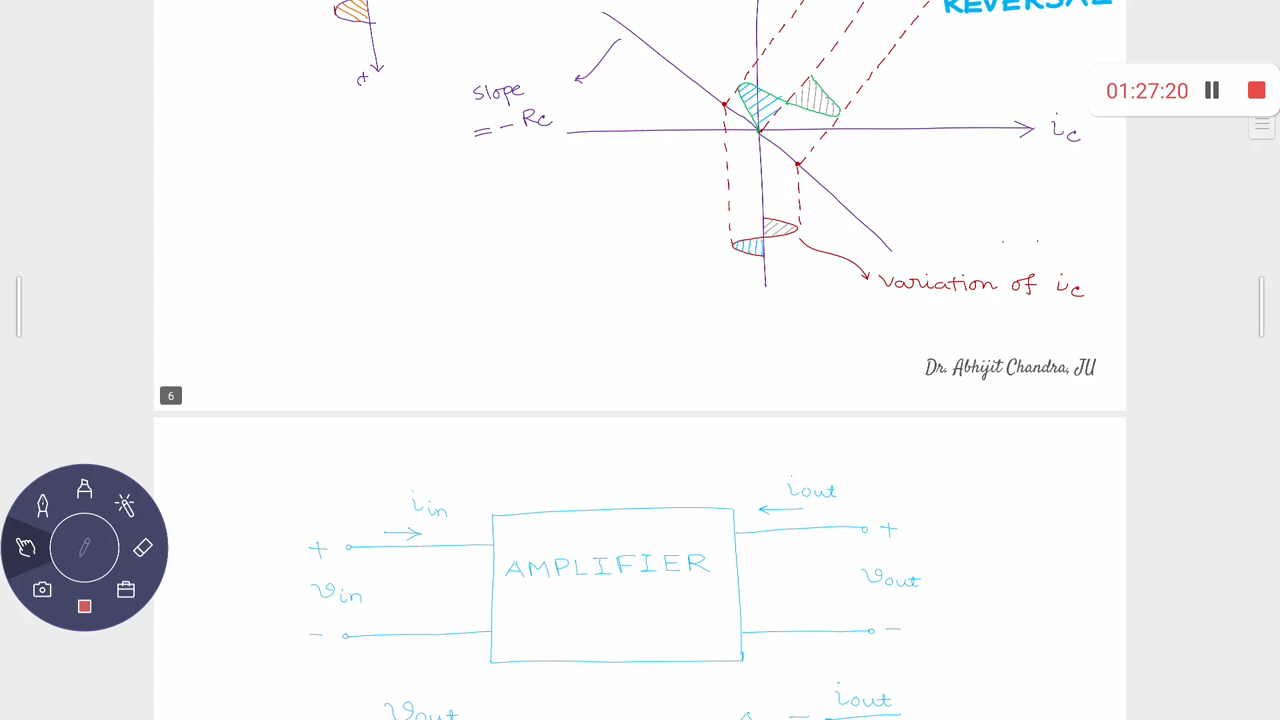 REVERSAL
slope
= - Rc
ic
01:27:20
variation of ic
Dr. Abhijit Chandra, JU
6
iin
iout
+
+
AMPLIFIER
vin
vout
-
-
vout
= iout